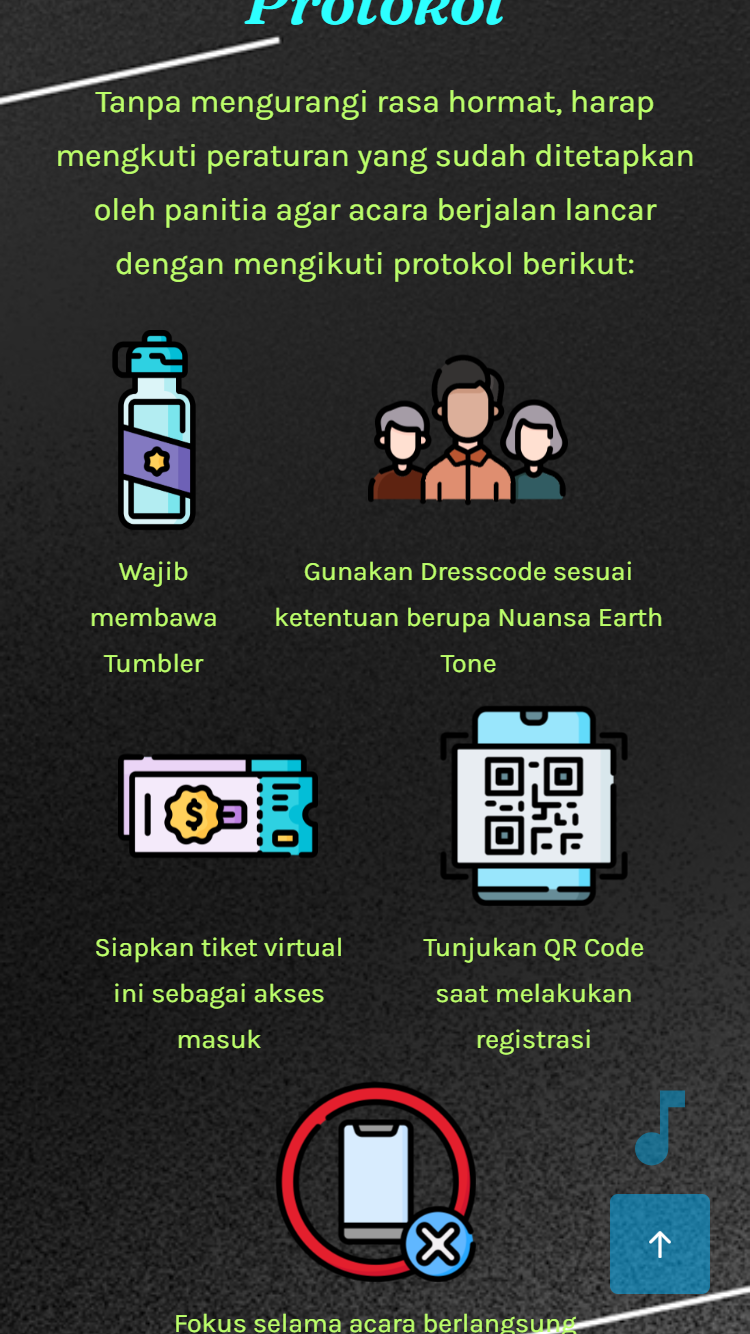 Protokol
Tanpa mengurangi rasa hormat, harap
mengkuti peraturan yang sudah ditetapkan
oleh panitia agar acara berjalan lancar
dengan mengikuti protokol berikut:
Wajib
membawa
Tumbler
Gunakan Dresscode sesuai
ketentuan berupa Nuansa Earth
Tone
Siapkan tiket virtual
ini sebagai akses
masuk
Tunjukan QR Code
saat melakukan
registrasi
Fokus selama acara berlangsung